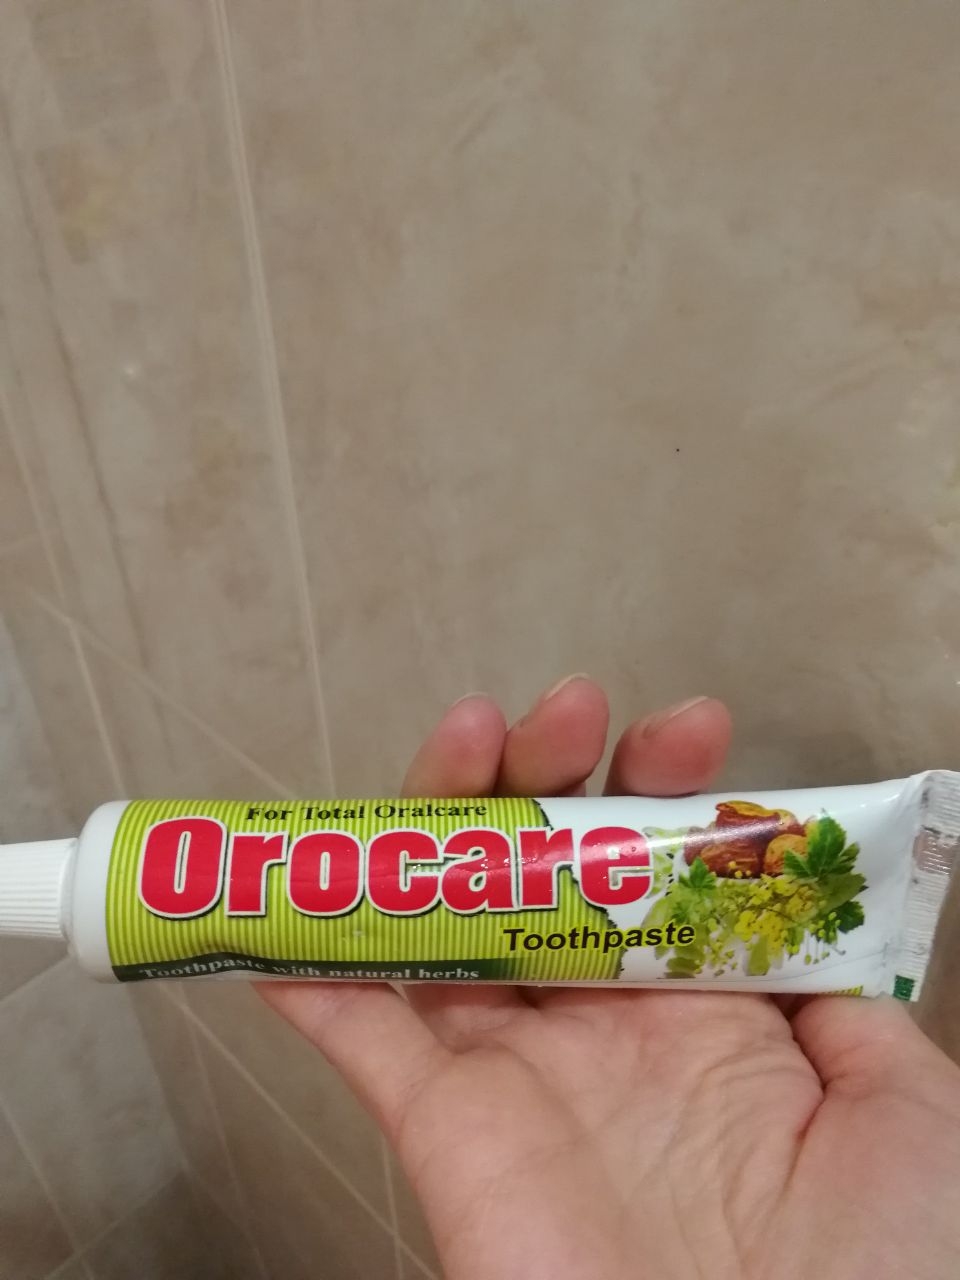 For Total Oralcare
Orocare
Toothpaste
Toothpaste with natural herbs